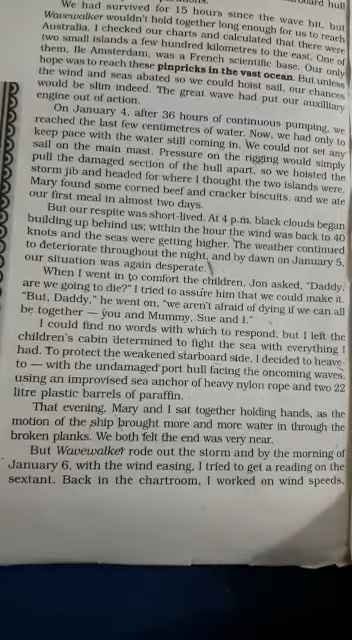 board hull
We had survived for 15 hours since the wave hit, but
Wavewalker wouldn't hold together long enough for us to reach
Australia. I checked our charts and calculated that there were
two small islands a few hundred kilometres to the east. One of
them, Ile Amsterdam, was a French scientific base. Our only
hope was to reach these pinpricks in the vast ocean. But unless
the wind and seas abated so we could hoist sail, our chances
would be slim indeed. The great wave had put our auxilliary
engine out of action.
On January 4, after 36 hours of continuous pumping, we
reached the last few centimetres of water. Now, we had only to
keep pace with the water still coming in. We could not set any
sail on the main mast. Pressure on the rigging would simply
pull the damaged section of the hull apart, so we hoisted the
storm jib and headed for where I thought the two islands were.
Mary found some corned beef and cracker biscuits, and we ate
our first meal in almost two days.
But our respite was short-lived. At 4 p.m. black clouds began
building up behind us; within the hour the wind was back to 40
knots and the seas were getting higher. The weather continued
to deteriorate throughout the night, and by dawn on January 5,
our situation was again desperate.
When I went in to comfort the children, Jon asked, "Daddy,
are we going to die?" I tried to assure him that we could make it.
"But, Daddy," he went on, "we aren't afraid of dying if we can all
be together — you and Mummy, Sue and I."
I could find no words with which to respond, but I left the
children's cabin determined to fight the sea with everything I
had. To protect the weakened starboard side, I decided to heave-
to — with the undamaged port hull facing the oncoming waves,
using an improvised sea anchor of heavy nylon rope and two 22
litre plastic barrels of paraffin.
That evening, Mary and I sat together holding hands, as the
motion of the ship brought more and more water in through the
broken planks. We both felt the end was very near.
But Wavewalker rode out the storm and by the morning of
January 6, with the wind easing, I tried to get a reading on the
sextant. Back in the chartroom, I worked on wind speeds,